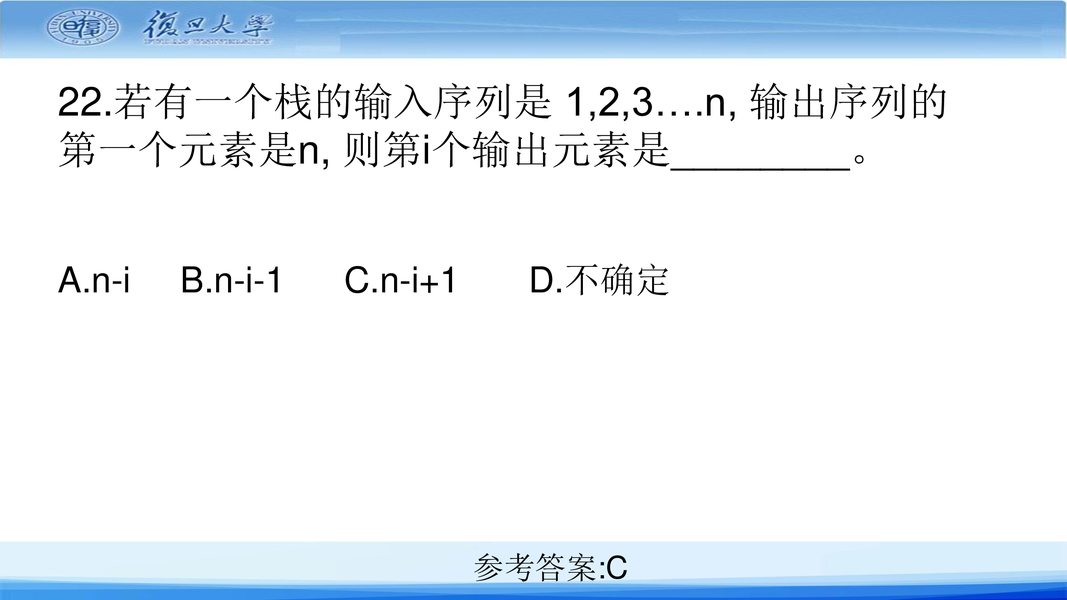 復旦大學
22.若有一个栈的输入序列是 1,2,3….n, 输出序列的
第一个元素是n, 则第i个输出元素是________。
A.n-i B.n-i-1 C.n-i+1 D.不确定
参考答案:C